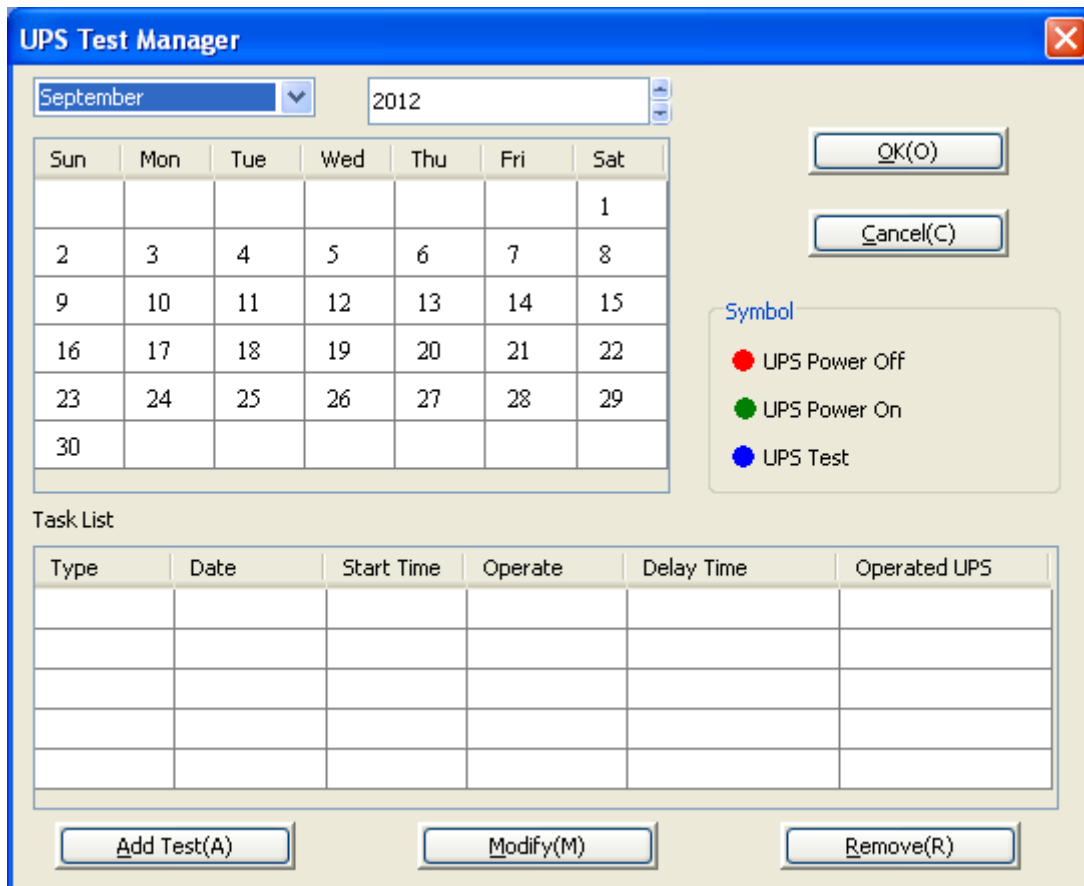 UPS Test Manager
September 2012
Sun Mon Tue Wed Thu Fri Sat
1
2 3 4 5 6 7 8
9 10 11 12 13 14 15
16 17 18 19 20 21 22
23 24 25 26 27 28 29
30
OK(O)
Cancel(C)
Symbol
UPS Power Off
UPS Power On
UPS Test
Task List
Type Date Start Time Operate Delay Time Operated UPS
Add Test(A) Modify(M) Remove(R)